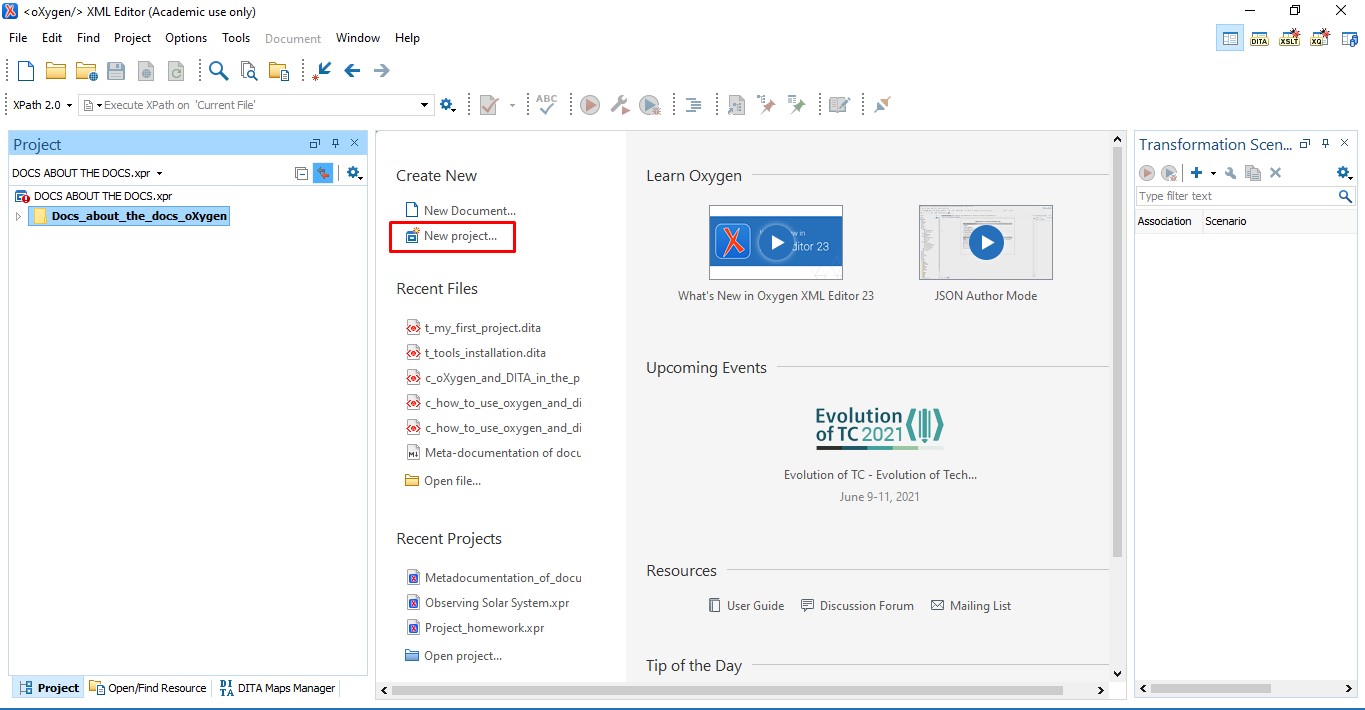 <oXygen/> XML Editor (Academic use only)
File Edit Find Project Options Tools Document Window Help
DITA XSLT XQ
XPath 2.0 Execute XPath on 'Current File'
ABC
Project
DOCS ABOUT THE DOCS.xpr
DOCS ABOUT THE DOCS.xpr
Docs_about_the_docs_oXygen
Project Open/Find Resource DITA Maps Manager
Create New
New Document...
New project...
Recent Files
t_my_first_project.dita
t_tools_installation.dita
c_oXygen_and_DITA_in_the_p
c_how_to_use_oxygen_and_di
c_how_to_use_oxygen_and_di
Meta-documentation of docu
Open file...
Recent Projects
Metadocumentation_of_docu
Observing Solar System.xpr
Project_homework.xpr
Open project...
Learn Oxygen
ditor 23
What's New in Oxygen XML Editor 23
JSON Author Mode
Upcoming Events
Evolution
of TC 2021
Evolution of TC - Evolution of Tech...
June 9-11, 2021
Resources
User Guide Discussion Forum Mailing List
Tip of the Day
Transformation Scen...
Type filter text
Association Scenario